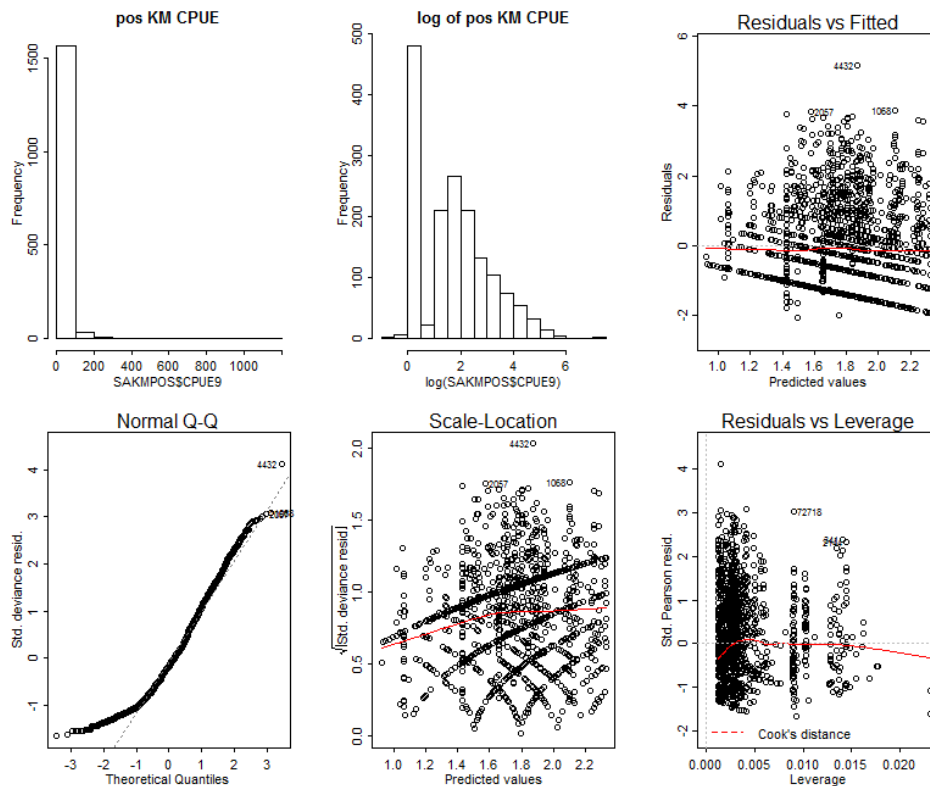 pos KM CPUE
Frequency
0 500 1000 1500
0 200 400 600 800 1000
SAKMPOS$CPUE9
log of pos KM CPUE
Frequency
0 100 200 300 400 500
0 2 4 6
log(SAKMPOS$CPUE9)
Residuals vs Fitted
Residuals
-2 0 2 4 6
4432
2057
1068
1.0 1.2 1.4 1.6 1.8 2.0 2.2
Predicted values
Normal Q-Q
Std. deviance resid.
-1 0 1 2 3 4
4432
-3 -2 -1 0 1 2 3
Theoretical Quantiles
Scale-Location
√|Std. deviance resid.|
0.0 0.5 1.0 1.5 2.0
4432
2057
1068
1.0 1.2 1.4 1.6 1.8 2.0 2.2
Predicted values
Residuals vs Leverage
Std. Pearson resid.
-2 -1 0 1 2 3 4
72718
Cook's distance
0.000 0.005 0.010 0.015 0.020
Leverage